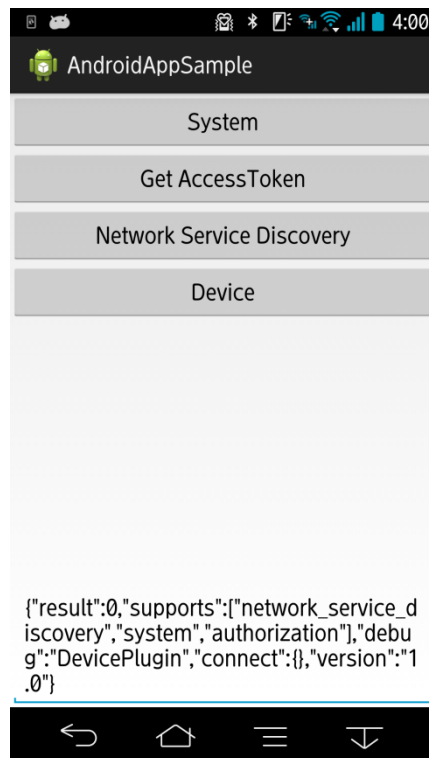 4:00
AndroidAppSample
System
Get AccessToken
Network Service Discovery
Device
{"result":0,"supports":["network_service_d
iscovery","system","authorization"],"debu
g":"DevicePlugin","connect":{},"version":"1
.0"}